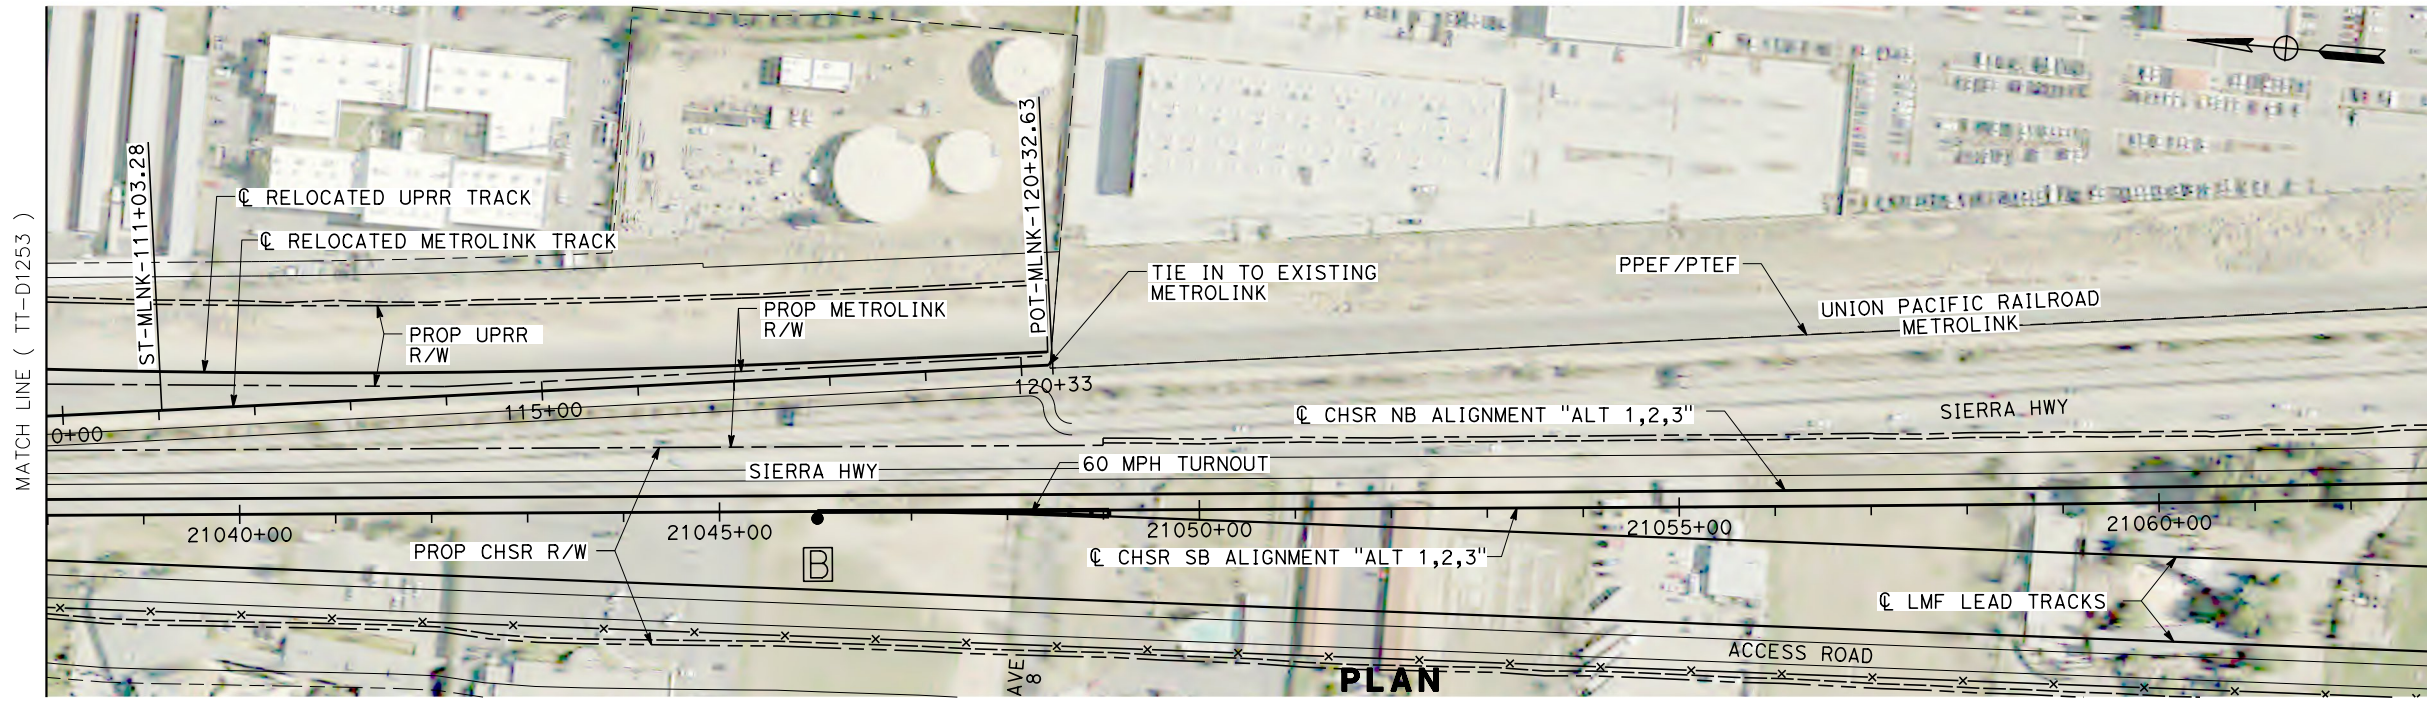 MATCH LINE ( TT-D1253 )
ST-MLNK-111+03.28
℄ RELOCATED UPRR TRACK
℄ RELOCATED METROLINK TRACK
PROP UPRR
R/W
PROP METROLINK
R/W
POT-MLNK-120+32.63
TIE IN TO EXISTING
METROLINK
PPEF/PTEF
UNION PACIFIC RAILROAD
METROLINK
0+00
115+00
120+33
℄ CHSR NB ALIGNMENT "ALT 1,2,3"
SIERRA HWY
SIERRA HWY
60 MPH TURNOUT
21040+00
21045+00
21050+00
21055+00
21060+00
PROP CHSR R/W
B
℄ CHSR SB ALIGNMENT "ALT 1,2,3"
℄ LMF LEAD TRACKS
ACCESS ROAD
AVE
8
PLAN